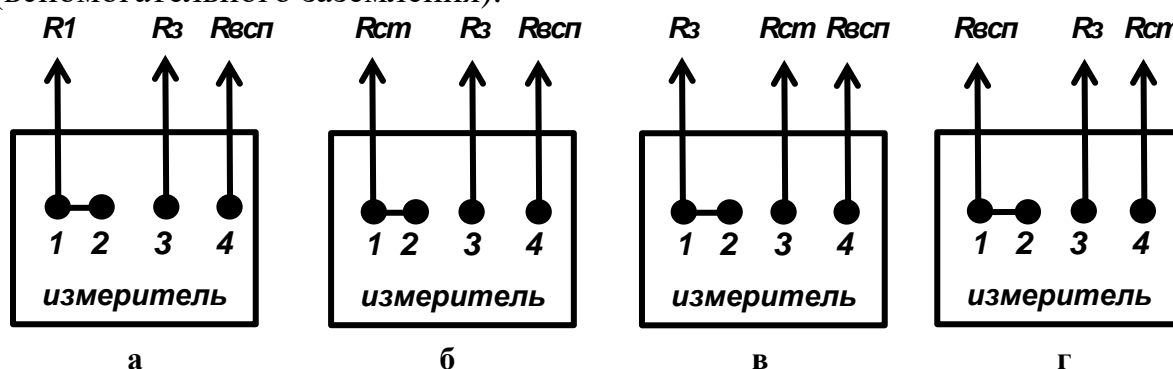 (вспомогательного заземления).
R1 Rз Rвсп Rст Rз Rвсп Rз Rст Rвсп Rвсп Rз Rст
1 2 3 4 1 2 3 4 1 2 3 4 1 2 3 4
измеритель измеритель измеритель измеритель
а б в г